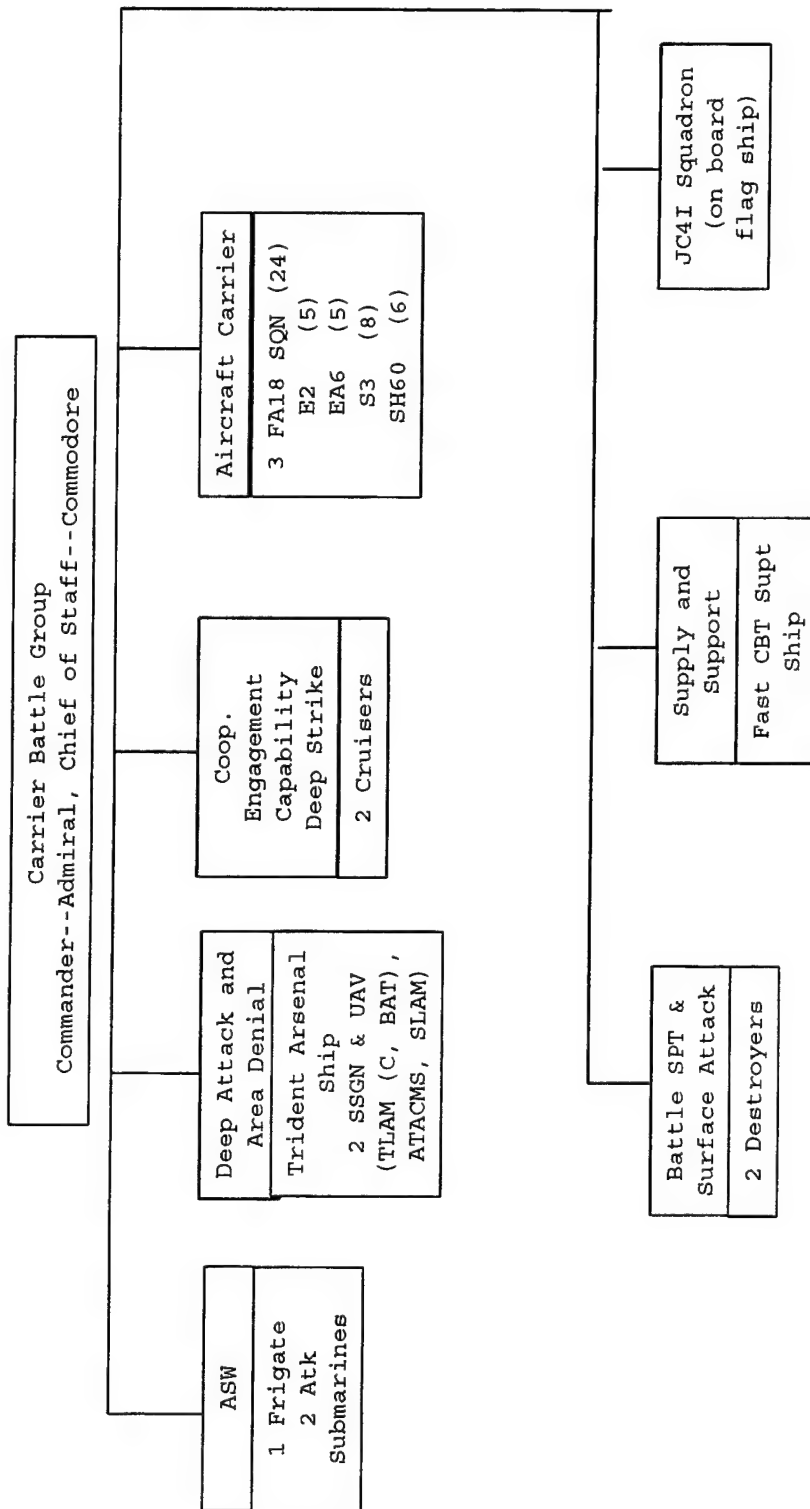 Carrier Battle Group
Commander--Admiral, Chief of Staff--Commodore
ASW
1 Frigate
2 Atk
Submarines
Deep Attack and
Area Denial
Trident Arsenal
Ship
2 SSGN & UAV
(TLAM (C, BAT),
ATACMS, SLAM)
Coop.
Engagement
Capability
Deep Strike
2 Cruisers
Aircraft Carrier
3 FA18 SQN (24)
E2 (5)
EA6 (5)
S3 (8)
SH60 (6)
Battle SPT &
Surface Attack
2 Destroyers
Supply and
Support
Fast CBT Supt
Ship
JC4I Squadron
(on board
flag ship)